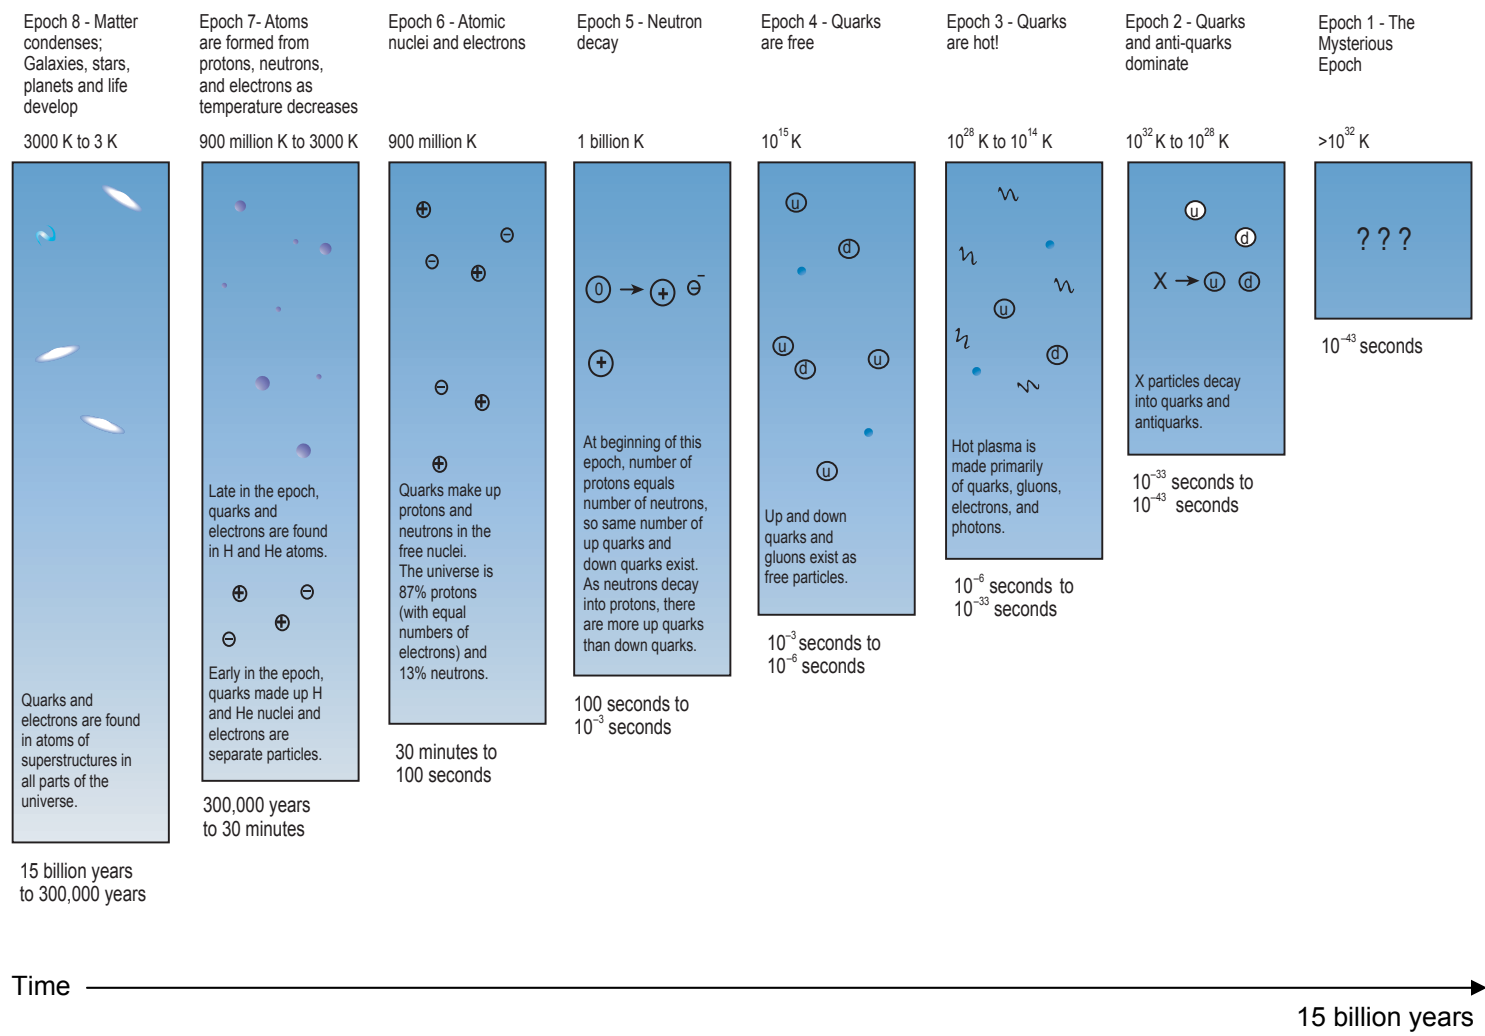 Epoch 8 - Matter
condenses;
Galaxies, stars,
planets and life
develop
3000 K to 3 K
Quarks and
electrons are found
in atoms of
superstructures in
all parts of the
universe.
15 billion years
to 300,000 years
Epoch 7- Atoms
are formed from
protons, neutrons,
and electrons as
temperature decreases
900 million K to 3000 K
Late in the epoch,
quarks and
electrons are found
in H and He atoms.
+ −
+
−
Early in the epoch,
quarks made up H
and He nuclei and
electrons are
separate particles.
300,000 years
to 30 minutes
Epoch 6 - Atomic
nuclei and electrons
900 million K
+
−
−
+
−
+
+
Quarks make up
protons and
neutrons in the
free nuclei.
The universe is
87% protons
(with equal
numbers of
electrons) and
13% neutrons.
30 minutes to
100 seconds
Epoch 5 - Neutron
decay
1 billion K
0 → + e⁻
+
At beginning of this
epoch, number of
protons equals
number of neutrons,
so same number of
up quarks and
down quarks exist.
As neutrons decay
into protons, there
are more up quarks
than down quarks.
100 seconds to
10⁻³ seconds
Epoch 4 - Quarks
are free
10¹⁵ K
u
d
u
d
u
u
Up and down
quarks and
gluons exist as
free particles.
10⁻³ seconds to
10⁻⁶ seconds
Epoch 3 - Quarks
are hot!
10²⁸ K to 10¹⁴ K
u
d
Hot plasma is
made primarily
of quarks, gluons,
electrons, and
photons.
10⁻⁶ seconds to
10⁻³³ seconds
Epoch 2 - Quarks
and anti-quarks
dominate
10³² K to 10²⁸ K
u
d
X → u d
X particles decay
into quarks and
antiquarks.
10⁻³³ seconds to
10⁻⁴³ seconds
Epoch 1 - The
Mysterious
Epoch
>10³² K
? ? ?
10⁻⁴³ seconds
Time
15 billion years